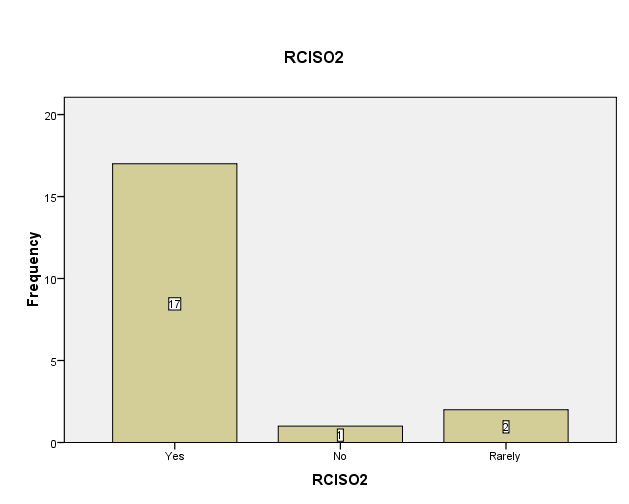 RCISO2
Frequency
20
15
10
5
0
17
1
2
Yes
No
Rarely
RCISO2